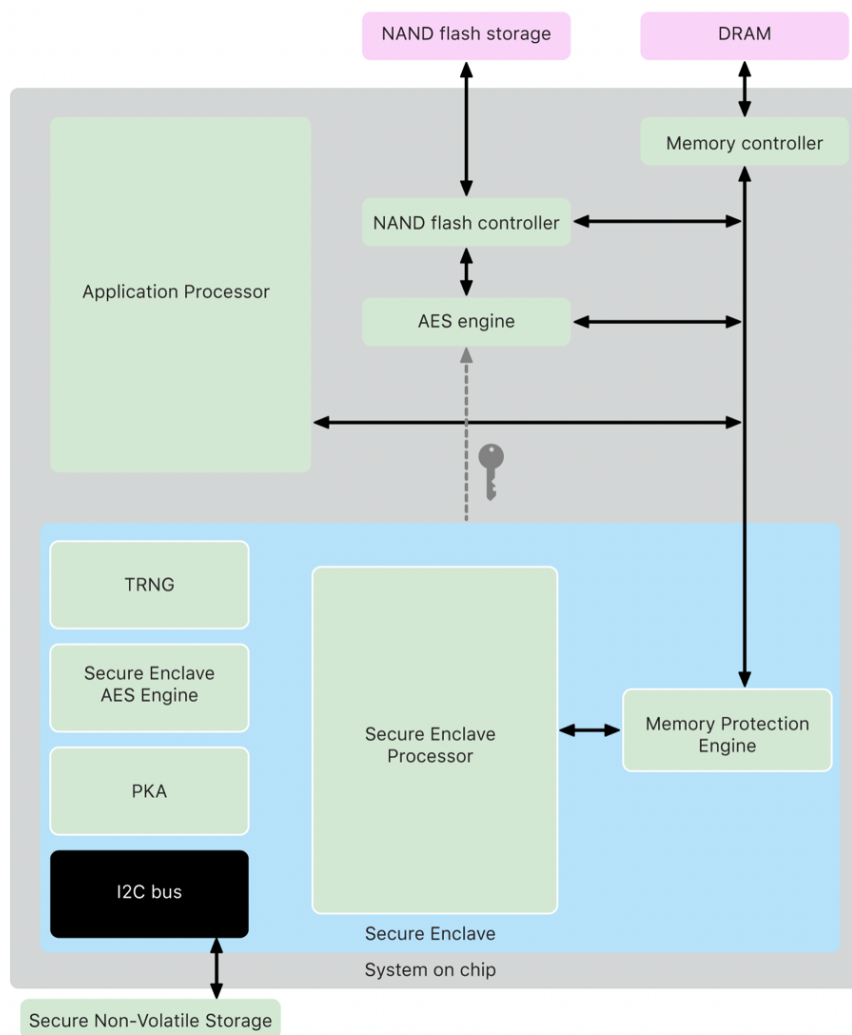 NAND flash storage
DRAM
Memory controller
NAND flash controller
Application Processor
AES engine
TRNG
Secure Enclave
AES Engine
Secure Enclave
Processor
Memory Protection
Engine
PKA
I2C bus
Secure Enclave
System on chip
Secure Non-Volatile Storage